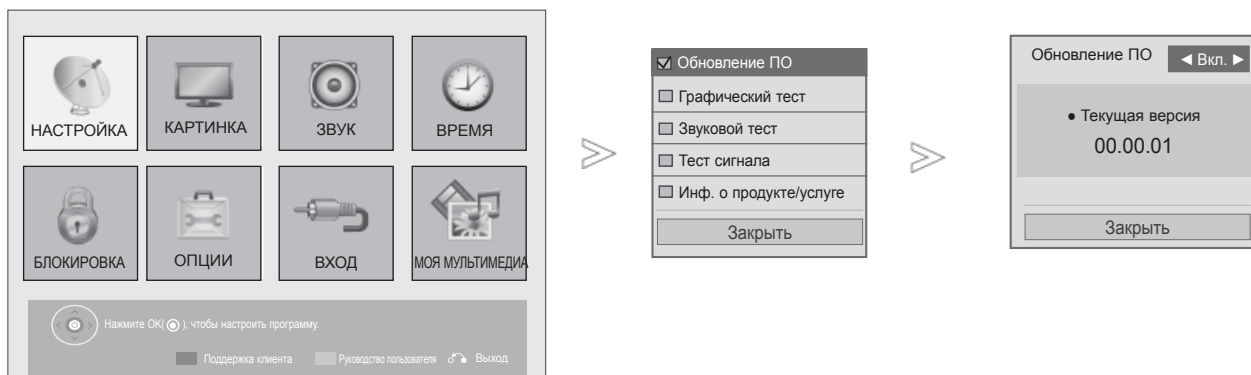 НАСТРОЙКА
КАРТИНКА
ЗВУК
ВРЕМЯ
БЛОКИРОВКА
ОПЦИИ
ВХОД
МОЯ МУЛЬТИМЕДИА
Нажмите OK( ), чтобы настроить программу.
Поддержка клиента
Руководство пользователя
Выход
Обновление ПО
Графический тест
Звуковой тест
Тест сигнала
Инф. о продукте/услуге
Закрыть
Обновление ПО ◄ Вкл. ►
● Текущая версия
00.00.01
Закрыть